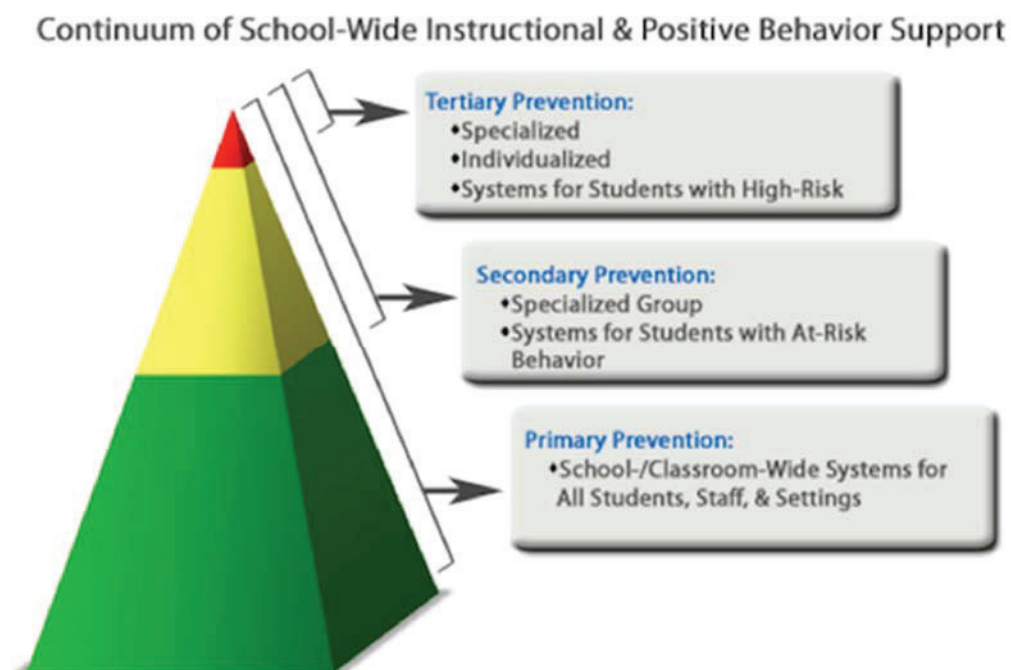 Continuum of School-Wide Instructional & Positive Behavior Support
Tertiary Prevention:
•Specialized
•Individualized
•Systems for Students with High-Risk
Secondary Prevention:
•Specialized Group
•Systems for Students with At-Risk
Behavior
Primary Prevention:
•School-/Classroom-Wide Systems for
All Students, Staff, & Settings